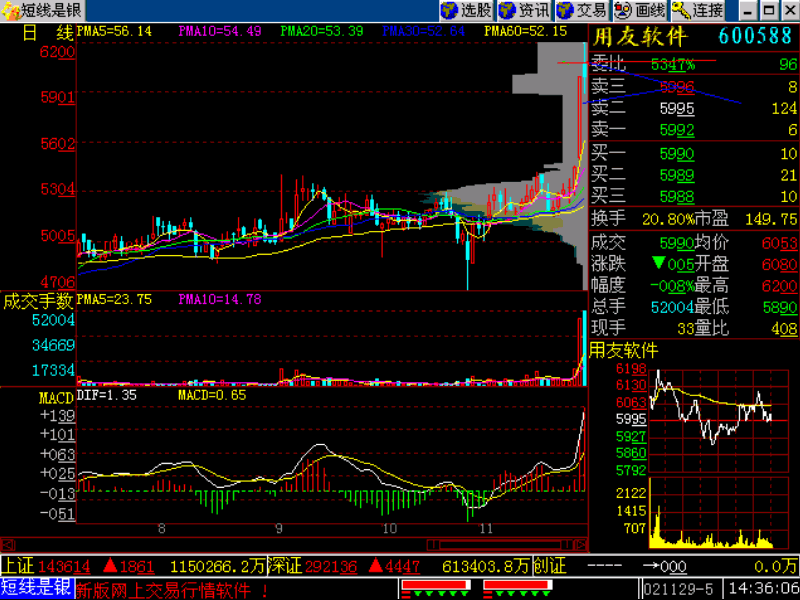 短线是银 选股 资讯 交易 画线 连接
日 线 PMA5=56.14 PMA10=54.49 PMA20=53.39 PMA30=52.64 PMA60=52.15
6200
5901
5602
5304
5005
4706
成交手数 PMA5=23.75 PMA10=14.78
52004
34669
17334
MACD DIF=1.35 MACD=0.65
+139
+101
+063
+025
-013
-051
8 9 10 11
用友软件 600588
委比 5347% 96
卖三 5996 8
卖二 5995 124
卖一 5992 6
买一 5990 10
买二 5989 21
买三 5988 10
换手 20.80% 市盈 149.75
成交 5990 均价 6053
涨跌 ▼005 开盘 6080
幅度 -008% 最高 6200
总手 52004 最低 5890
现手 33 量比 408
用友软件
6198
6130
6063
5995
5927
5860
5792
2122
1415
707
上证 143614 ▲1861 1150266.2万 深证 292136 ▲4447 613403.8万 创证 ---- →000 0.0万
短线是银 新版网上交易行情软件 ! 021129-5 14:36:06